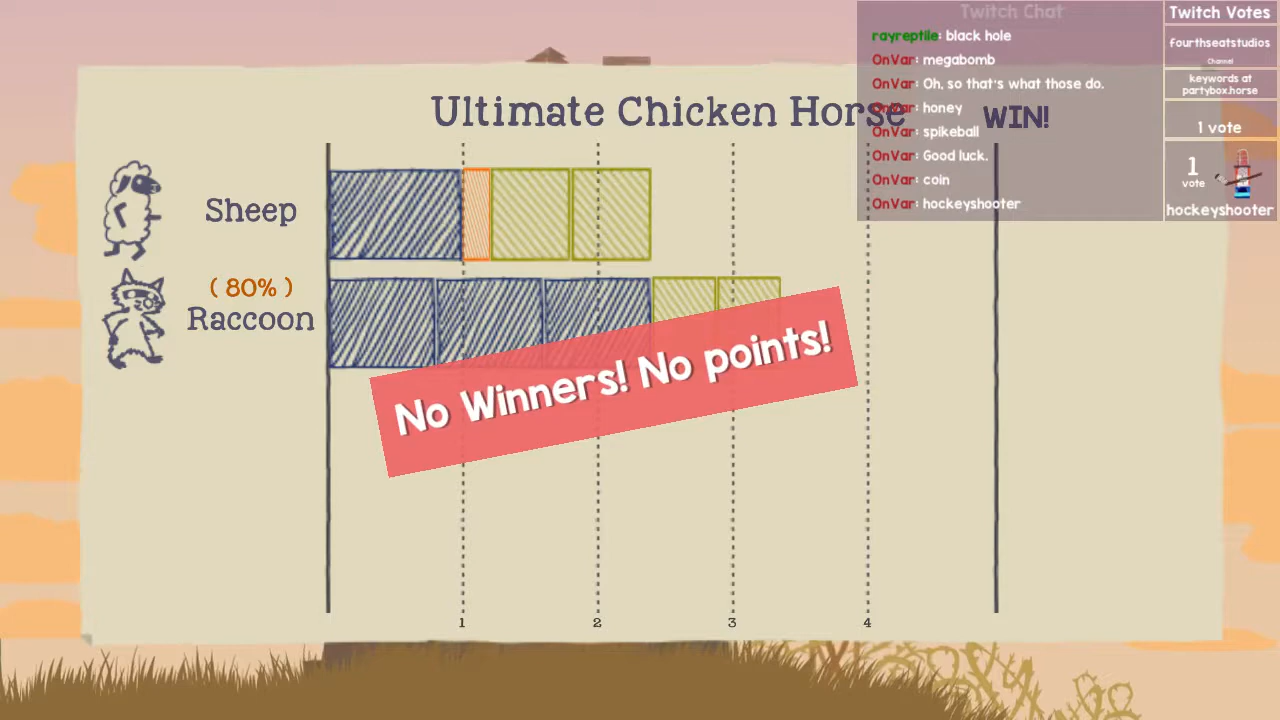 Ultimate Chicken Horse
WIN!
Sheep
( 80% )
Raccoon
No Winners! No points!
1 2 3 4
Twitch Chat
rayreptile: black hole
OnVar: megabomb
OnVar: Oh, so that's what those do.
OnVar: honey
OnVar: spikeball
OnVar: Good luck.
OnVar: coin
OnVar: hockeyshooter
Twitch Votes
fourthseatstudios
Channel
keywords at
partybox.horse
1 vote
1
vote
hockeyshooter